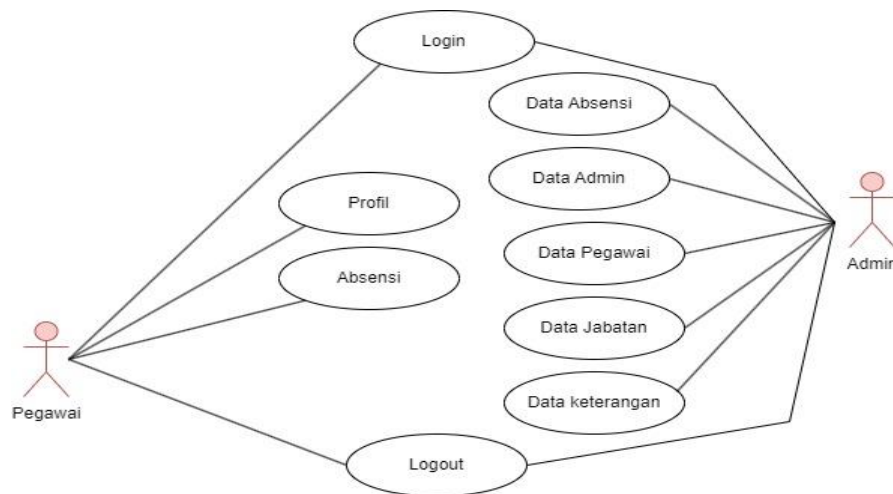 Login
Data Absensi
Data Admin
Profil
Data Pegawai
Absensi
Admin
Data Jabatan
Data keterangan
Pegawai
Logout